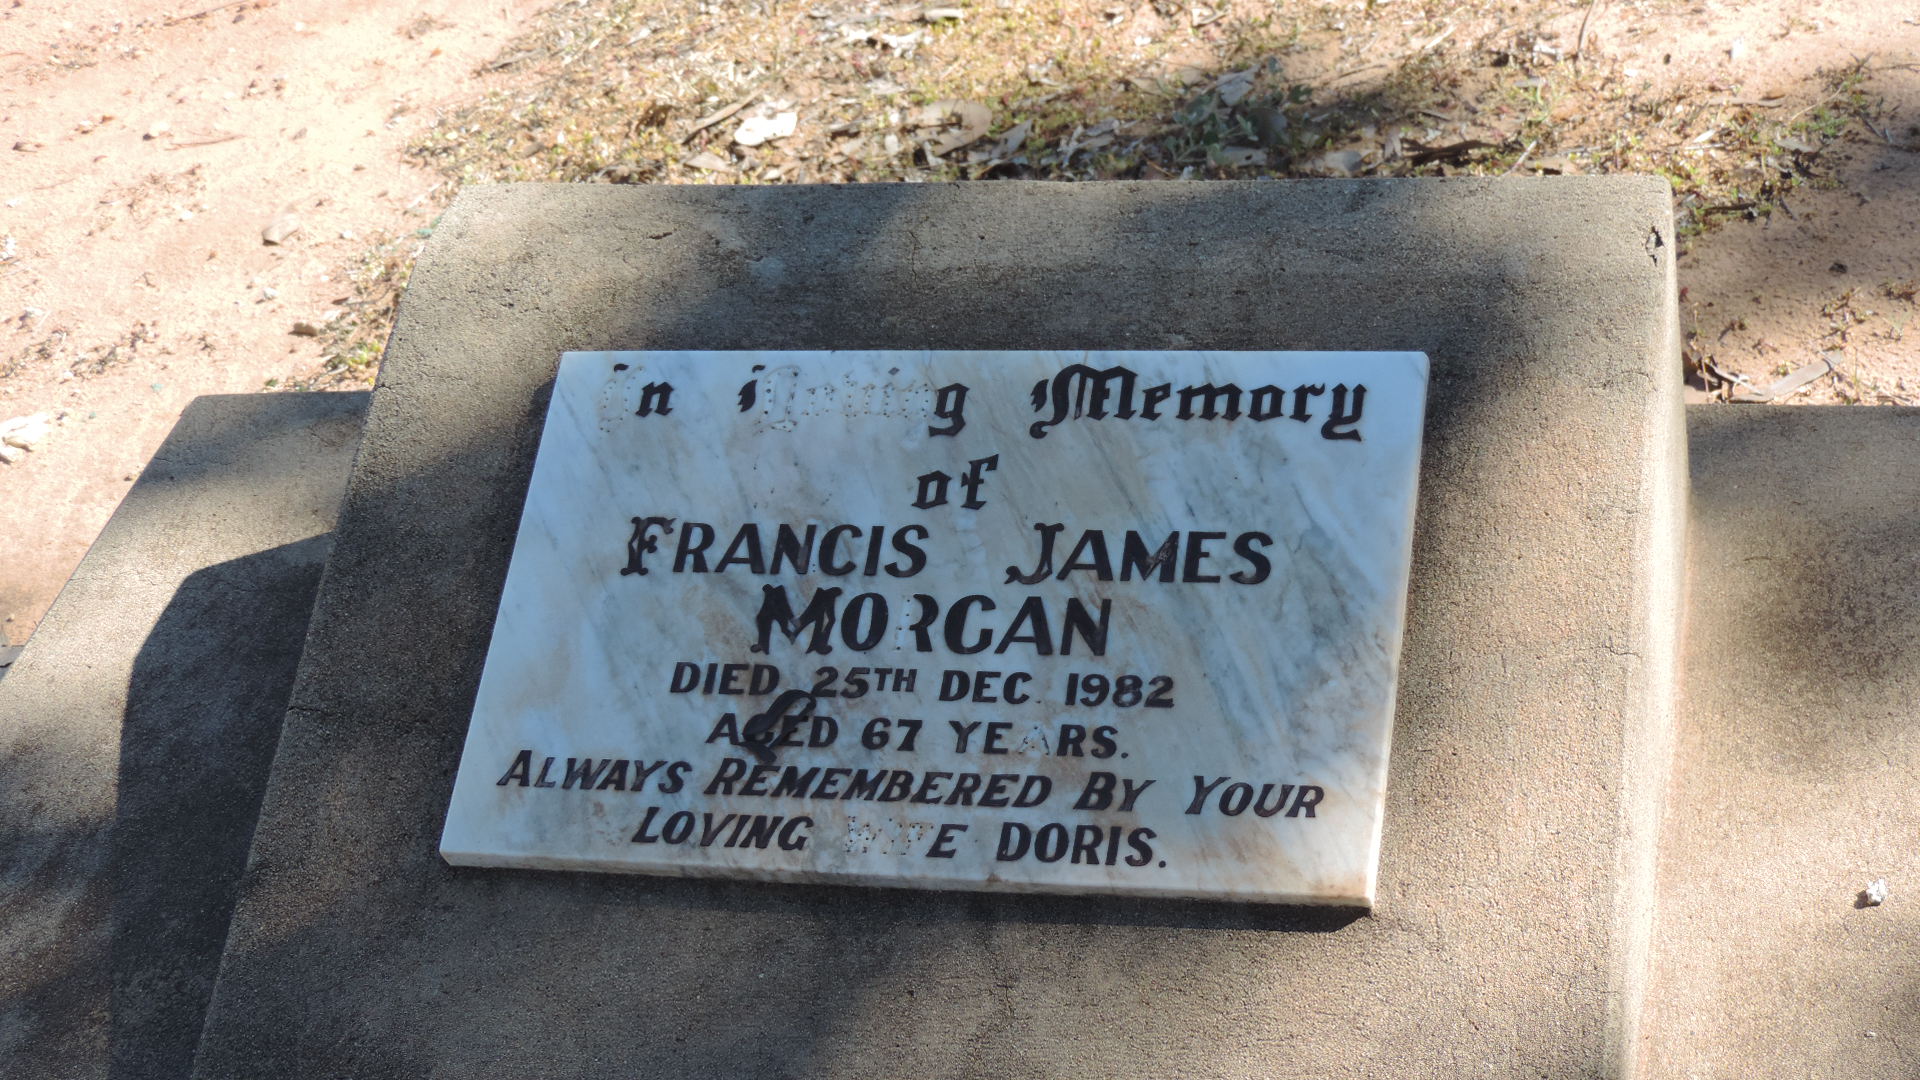 In Loving Memory
of
FRANCIS JAMES
MORGAN
DIED 25TH DEC. 1982
AGED 67 YEARS.
ALWAYS REMEMBERED BY YOUR
LOVING WIFE DORIS.